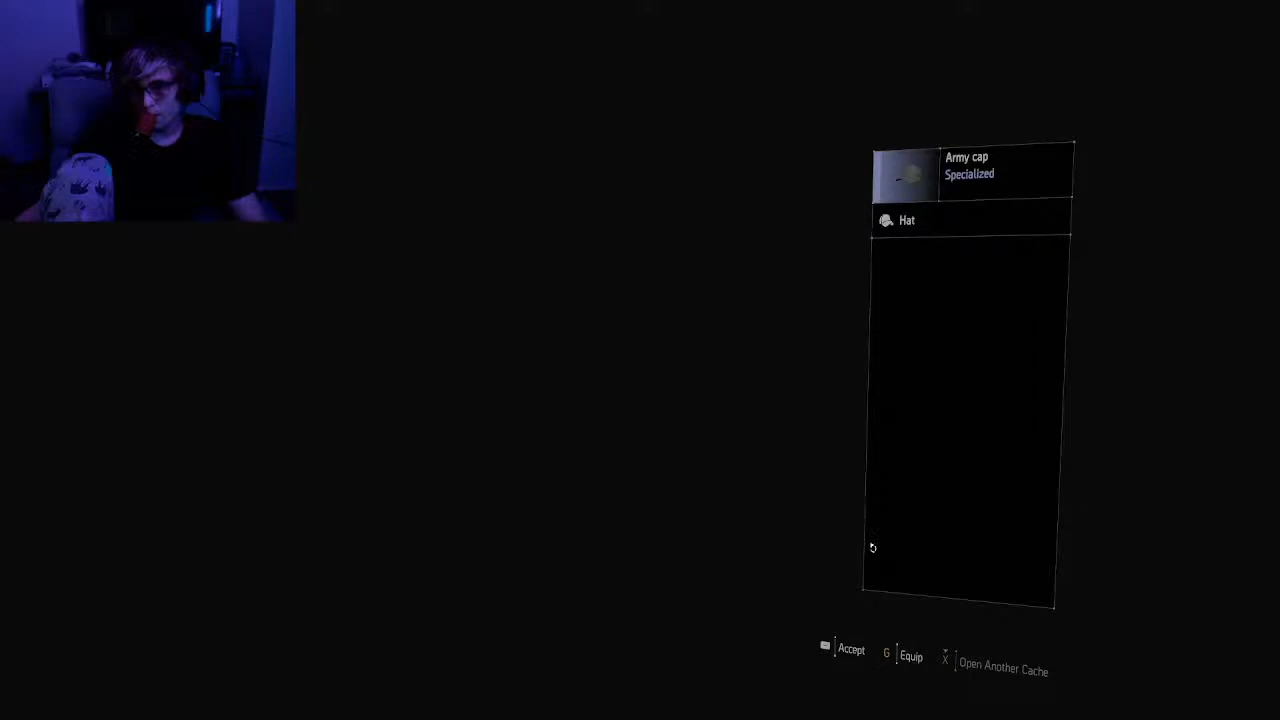 Army cap
Specialized
Hat
Accept
G Equip
X Open Another Cache